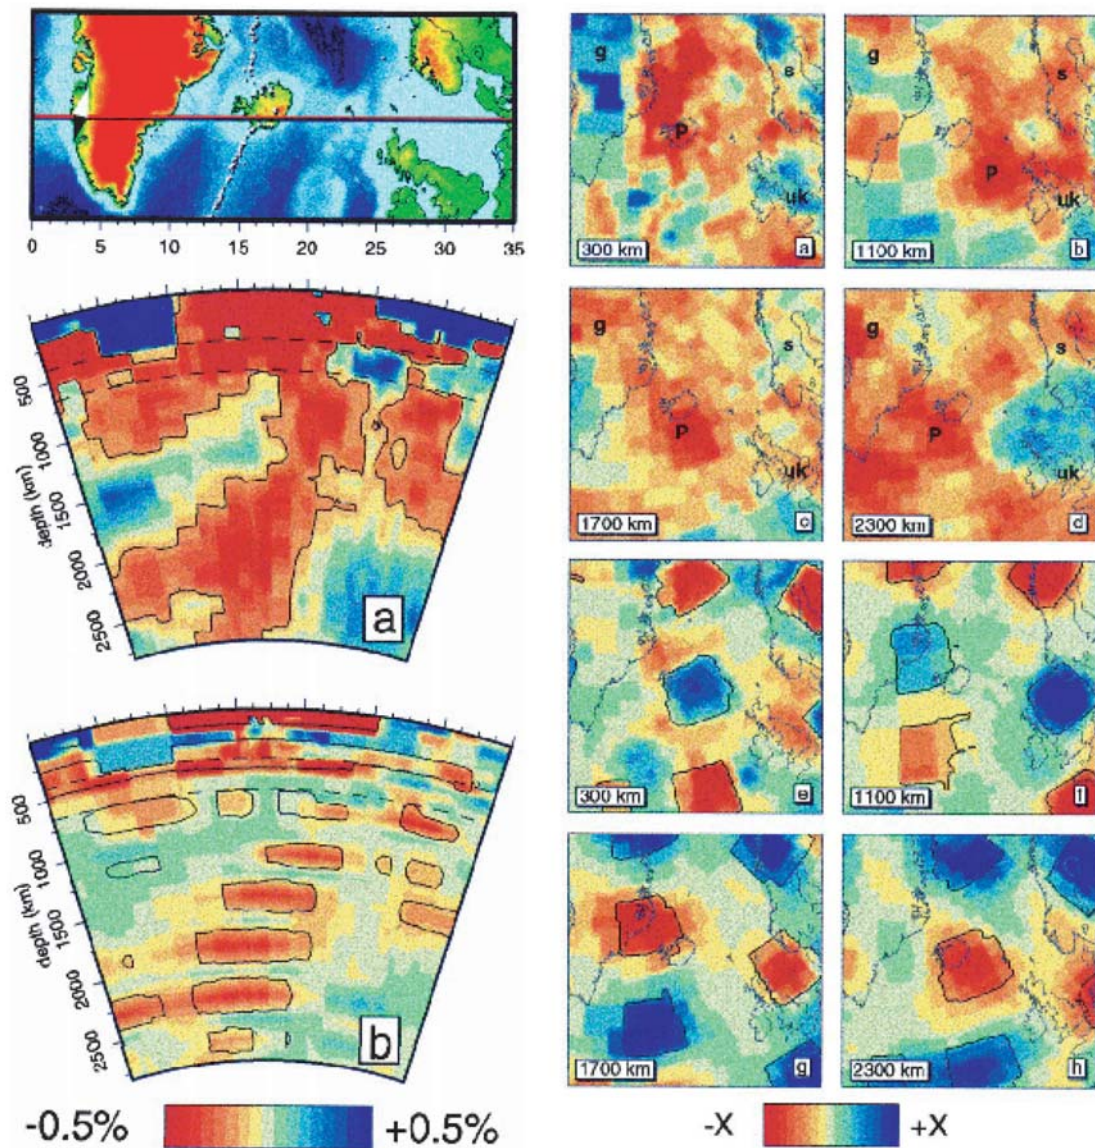 0 5 10 15 20 25 30 35
500
1000
1500
2000
2500
depth (km)
a
500
1000
1500
2000
2500
depth (km)
b
-0.5% +0.5%
g s
P
uk
300 km a
g s
P
uk
1100 km b
g s
P
uk
1700 km c
g s
P
uk
2300 km d
300 km e
1100 km f
1700 km g
2300 km h
-X +X